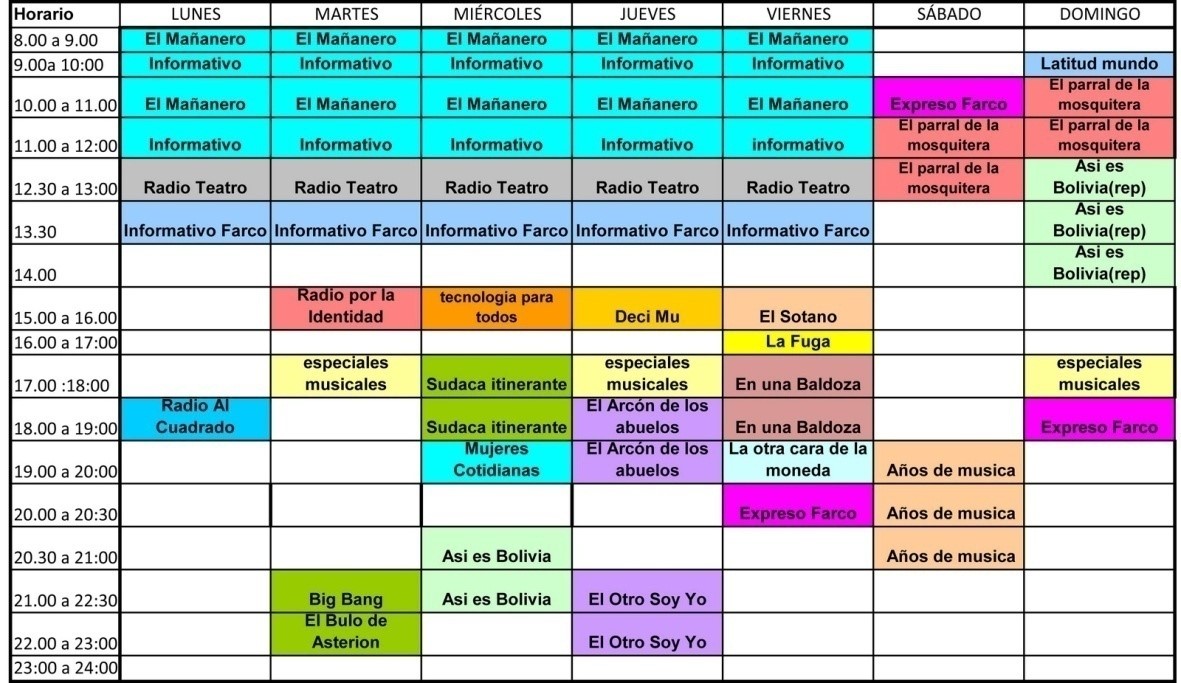 Horario LUNES MARTES MIÉRCOLES JUEVES VIERNES SÁBADO DOMINGO
8.00 a 9.00 El Mañanero El Mañanero El Mañanero El Mañanero El Mañanero
9.00a 10:00 Informativo Informativo Informativo Informativo Informativo Latitud mundo
El parral de la
10.00 a 11.00 El Mañanero El Mañanero El Mañanero El Mañanero El Mañanero Expreso Farco mosquitera
El parral de la El parral de la
11.00 a 12:00 Informativo Informativo Informativo Informativo informativo mosquitera mosquitera
El parral de la Asi es
12.30 a 13:00 Radio Teatro Radio Teatro Radio Teatro Radio Teatro Radio Teatro mosquitera Bolivia(rep)
Asi es
13.30 Informativo Farco Informativo Farco Informativo Farco Informativo Farco Informativo Farco Bolivia(rep)
Asi es
14.00 Bolivia(rep)
Radio por la tecnologia para
15.00 a 16.00 Identidad todos Deci Mu El Sotano
16.00 a 17:00 La Fuga
especiales especiales especiales
17.00 :18:00 musicales Sudaca itinerante musicales En una Baldoza musicales
Radio Al El Arcón de los
18.00 a 19:00 Cuadrado Sudaca itinerante abuelos En una Baldoza Expreso Farco
Mujeres El Arcón de los La otra cara de la
19.00 a 20:00 Cotidianas abuelos moneda Años de musica
20.00 a 20:30 Expreso Farco Años de musica
20.30 a 21:00 Asi es Bolivia Años de musica
21.00 a 22:30 Big Bang Asi es Bolivia El Otro Soy Yo
El Bulo de
22.00 a 23:00 Asterion El Otro Soy Yo
23:00 a 24:00